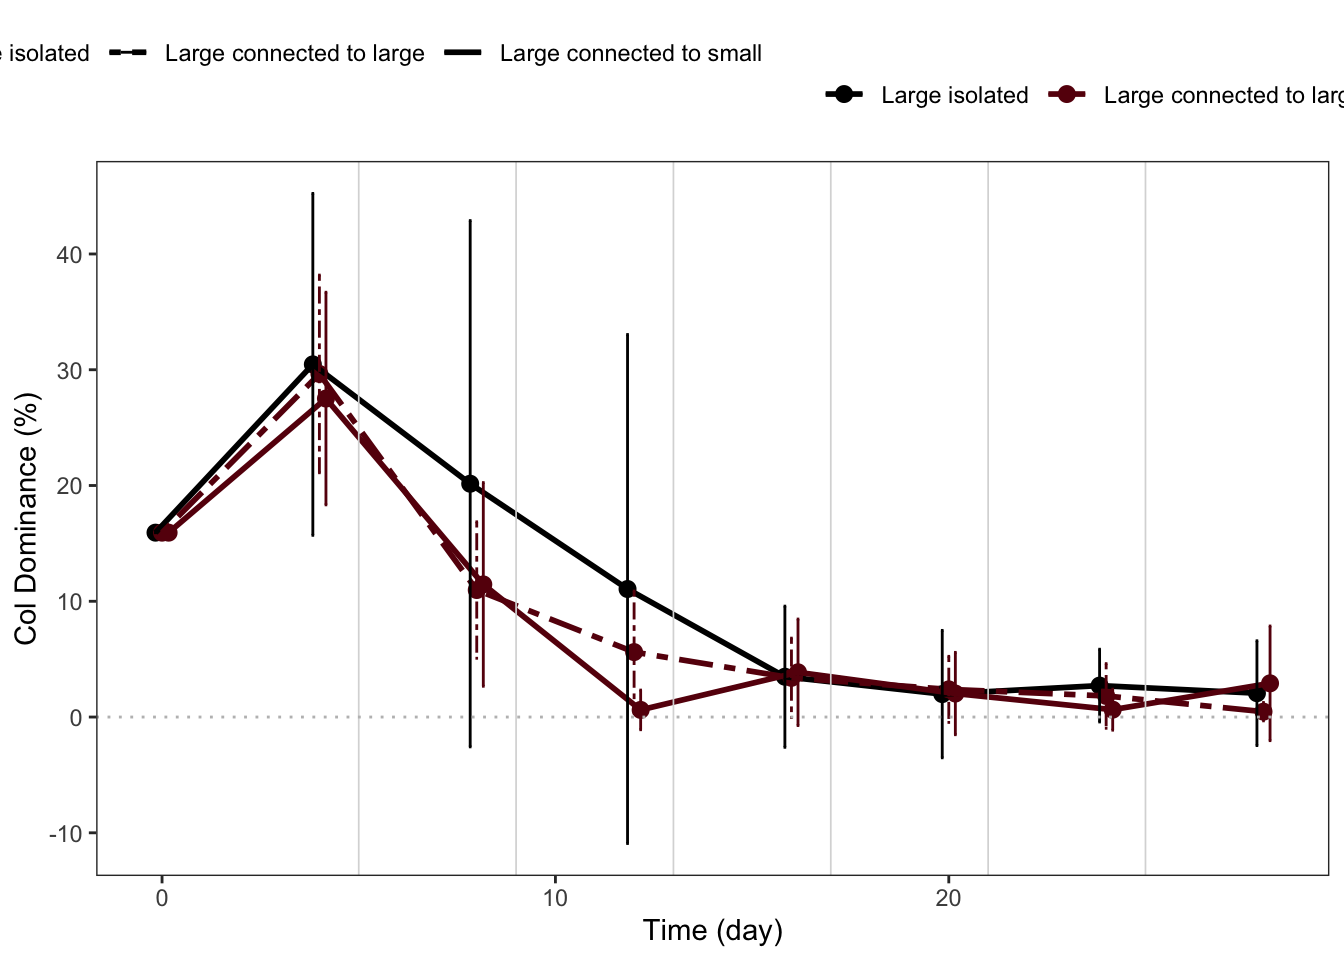 isolated Large connected to large Large connected to small
Large isolated Large connected to
Col Dominance (%)
40
30
20
10
0
-10
0 10 20
Time (day)